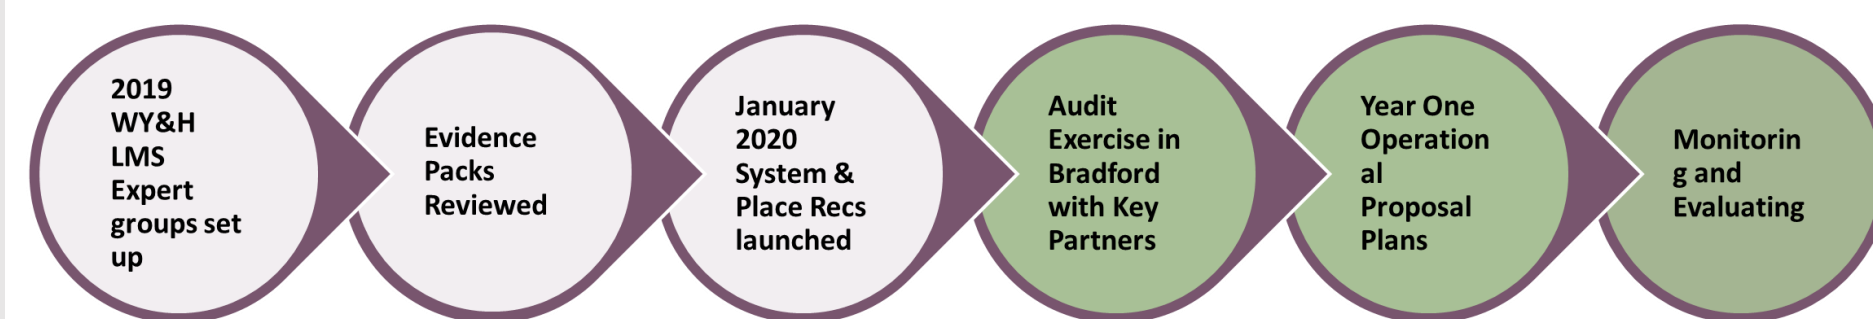 2019
WY&H
LMS
Expert
groups set
up
Evidence
Packs
Reviewed
January
2020
System &
Place Recs
launched
Audit
Exercise in
Bradford
with Key
Partners
Year One
Operation
al
Proposal
Plans
Monitorin
g and
Evaluating